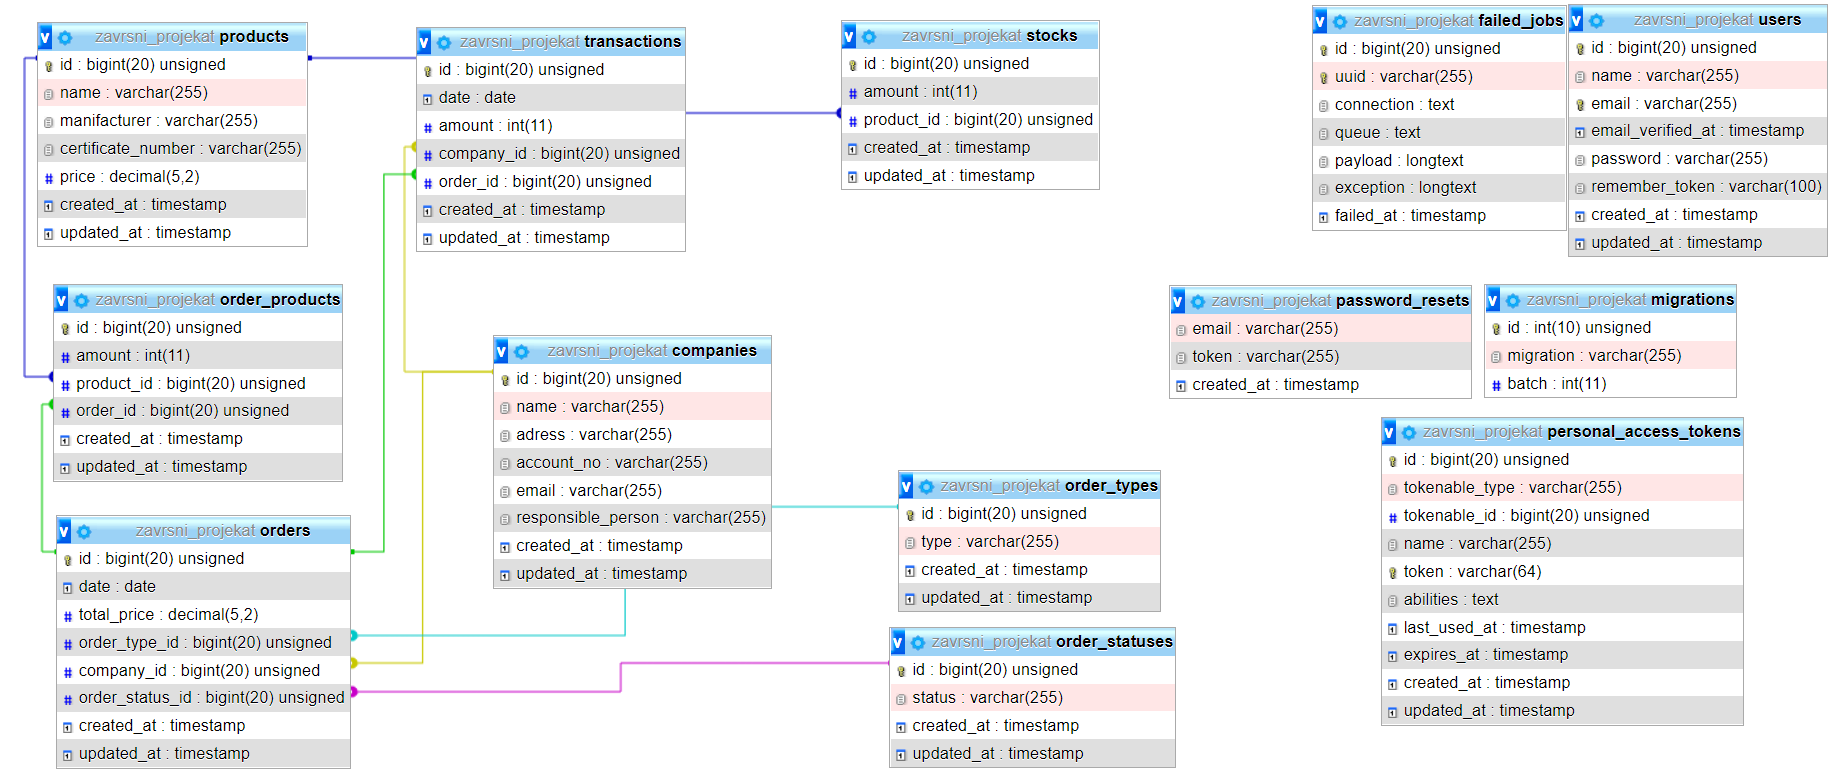 zavrsni_projekat products
id : bigint(20) unsigned
name : varchar(255)
manifacturer : varchar(255)
certificate_number : varchar(255)
price : decimal(5,2)
created_at : timestamp
updated_at : timestamp
zavrsni_projekat transactions
id : bigint(20) unsigned
date : date
amount : int(11)
company_id : bigint(20) unsigned
order_id : bigint(20) unsigned
created_at : timestamp
updated_at : timestamp
zavrsni_projekat stocks
id : bigint(20) unsigned
amount : int(11)
product_id : bigint(20) unsigned
created_at : timestamp
updated_at : timestamp
zavrsni_projekat failed_jobs
id : bigint(20) unsigned
uuid : varchar(255)
connection : text
queue : text
payload : longtext
exception : longtext
failed_at : timestamp
zavrsni_projekat users
id : bigint(20) unsigned
name : varchar(255)
email : varchar(255)
email_verified_at : timestamp
password : varchar(255)
remember_token : varchar(100)
created_at : timestamp
updated_at : timestamp
zavrsni_projekat order_products
id : bigint(20) unsigned
amount : int(11)
product_id : bigint(20) unsigned
order_id : bigint(20) unsigned
created_at : timestamp
updated_at : timestamp
zavrsni_projekat companies
id : bigint(20) unsigned
name : varchar(255)
adress : varchar(255)
account_no : varchar(255)
email : varchar(255)
responsible_person : varchar(255)
created_at : timestamp
updated_at : timestamp
zavrsni_projekat password_resets
email : varchar(255)
token : varchar(255)
created_at : timestamp
zavrsni_projekat migrations
id : int(10) unsigned
migration : varchar(255)
batch : int(11)
zavrsni_projekat orders
id : bigint(20) unsigned
date : date
total_price : decimal(5,2)
order_type_id : bigint(20) unsigned
company_id : bigint(20) unsigned
order_status_id : bigint(20) unsigned
created_at : timestamp
updated_at : timestamp
zavrsni_projekat order_types
id : bigint(20) unsigned
type : varchar(255)
created_at : timestamp
updated_at : timestamp
zavrsni_projekat order_statuses
id : bigint(20) unsigned
status : varchar(255)
created_at : timestamp
updated_at : timestamp
zavrsni_projekat personal_access_tokens
id : bigint(20) unsigned
tokenable_type : varchar(255)
tokenable_id : bigint(20) unsigned
name : varchar(255)
token : varchar(64)
abilities : text
last_used_at : timestamp
expires_at : timestamp
created_at : timestamp
updated_at : timestamp